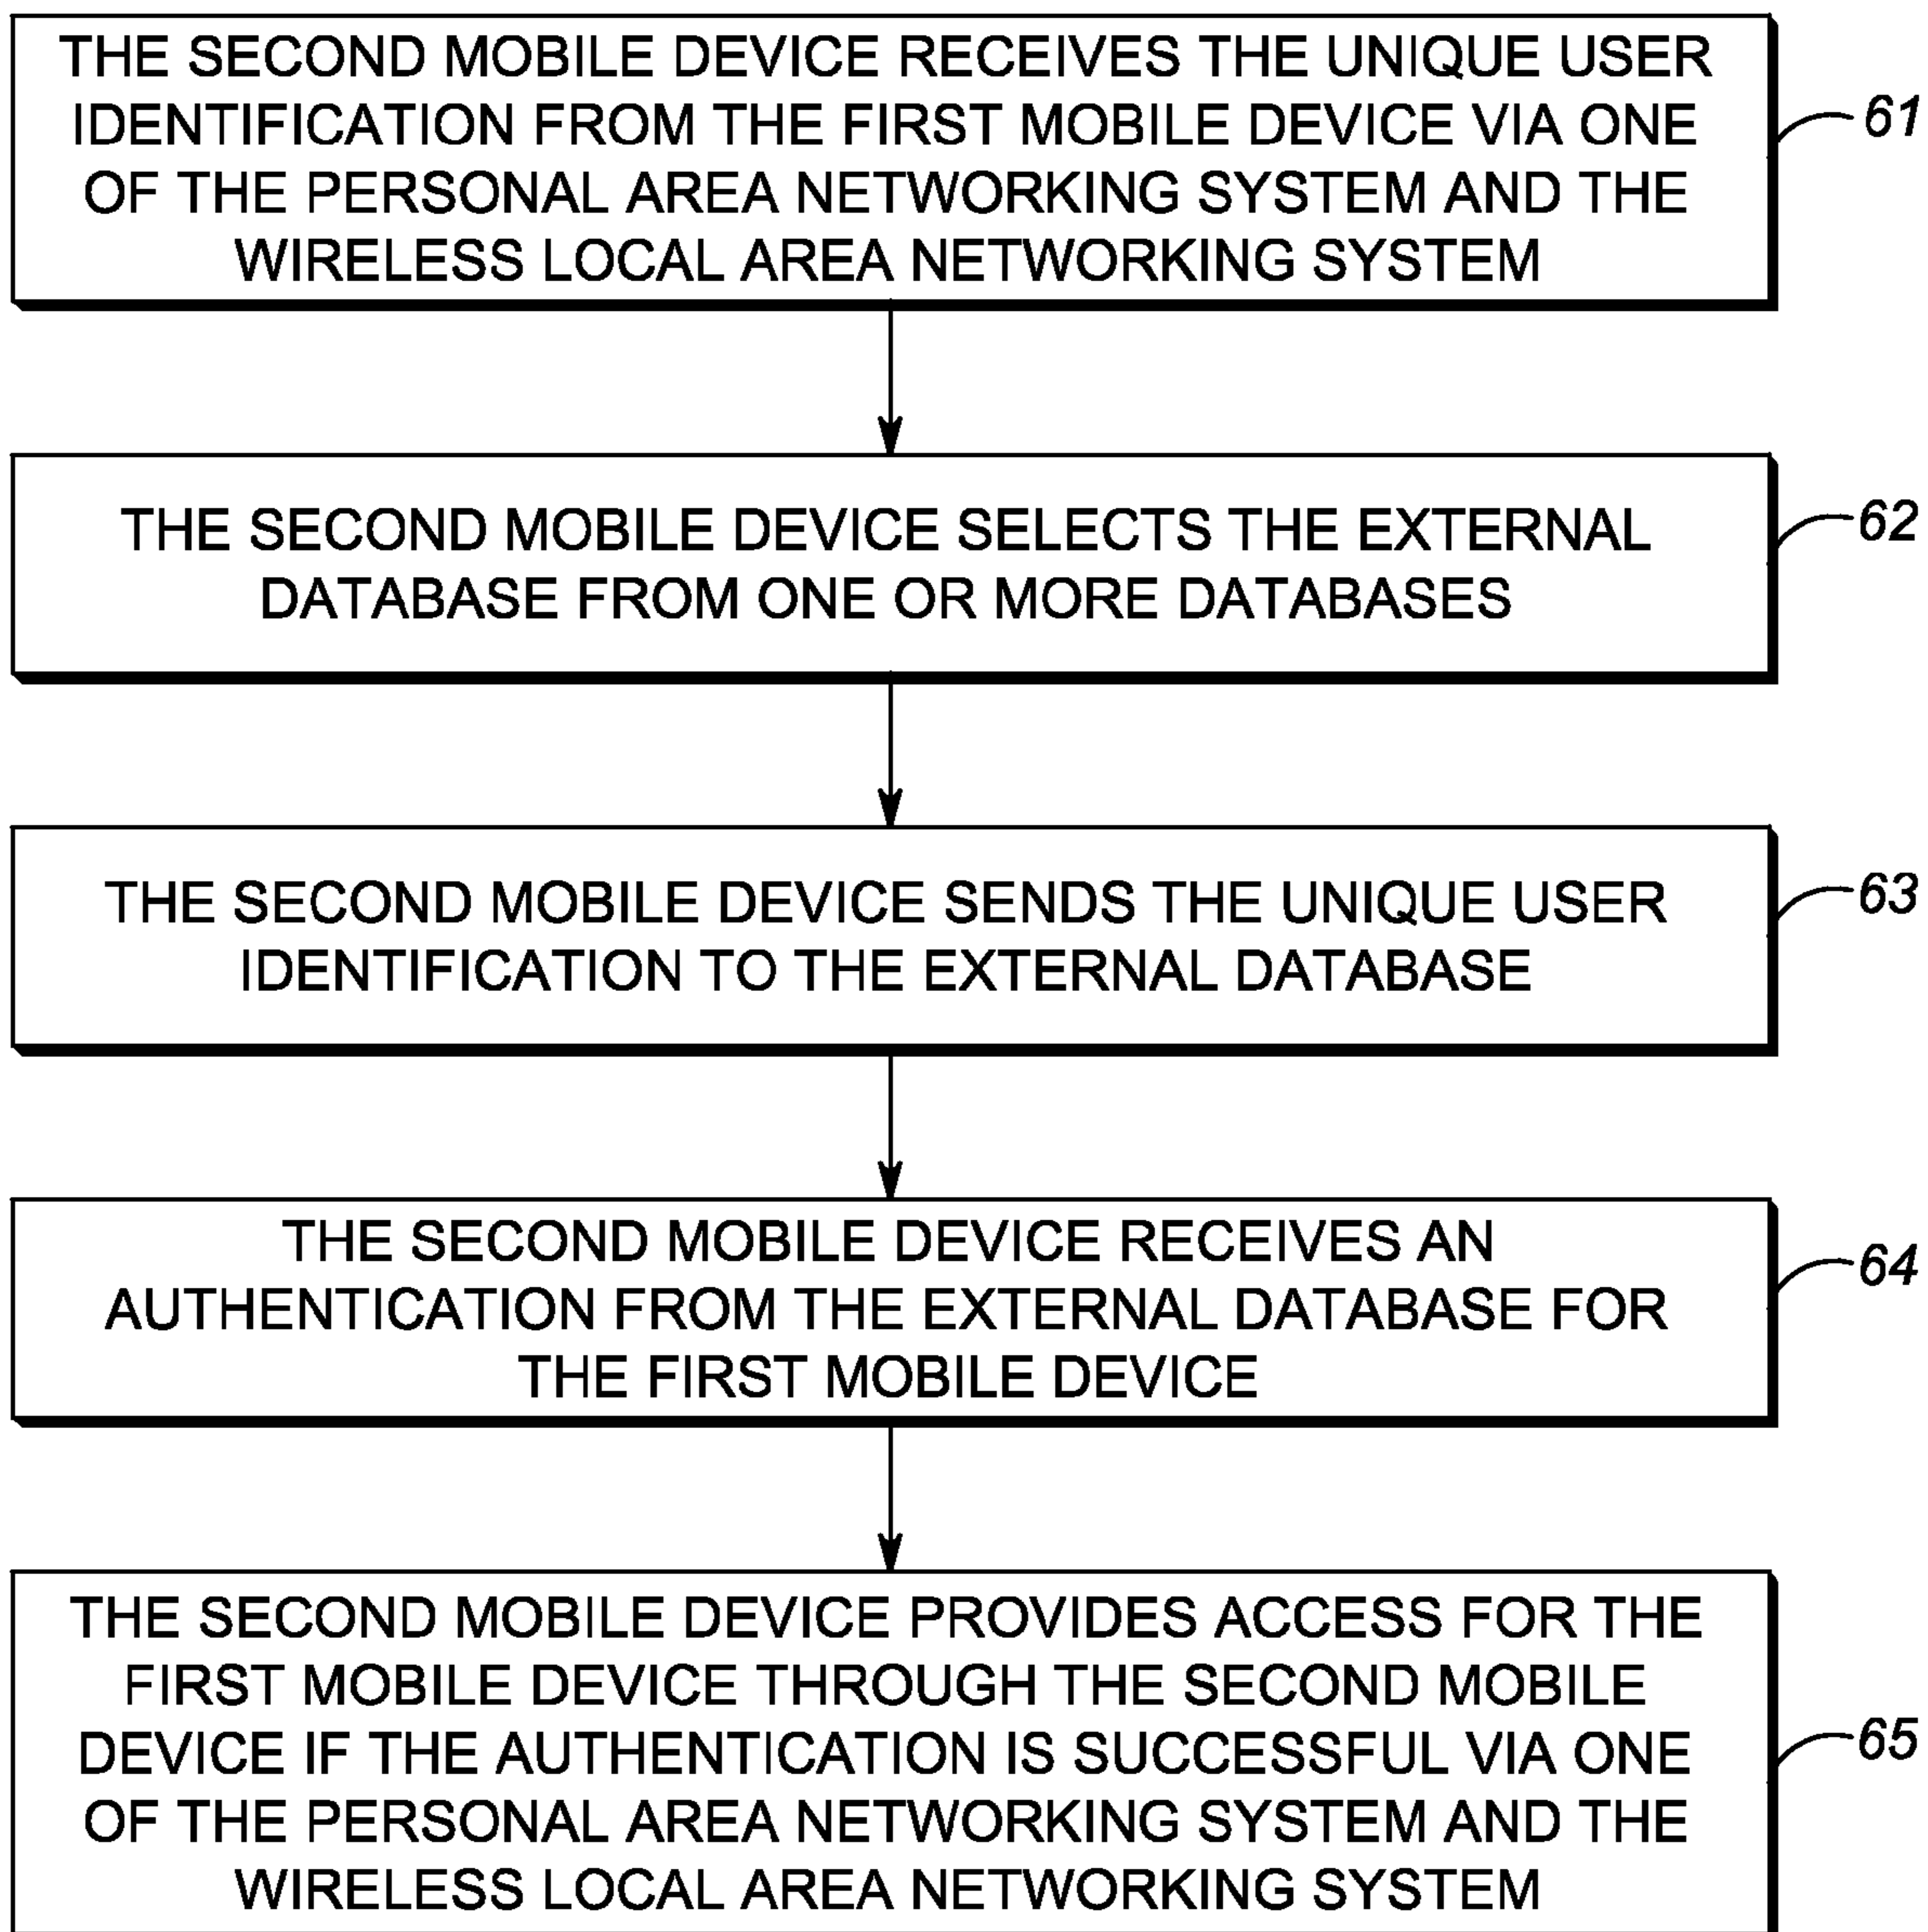 THE SECOND MOBILE DEVICE RECEIVES THE UNIQUE USER
IDENTIFICATION FROM THE FIRST MOBILE DEVICE VIA ONE
OF THE PERSONAL AREA NETWORKING SYSTEM AND THE
WIRELESS LOCAL AREA NETWORKING SYSTEM
61
THE SECOND MOBILE DEVICE SELECTS THE EXTERNAL
DATABASE FROM ONE OR MORE DATABASES
62
THE SECOND MOBILE DEVICE SENDS THE UNIQUE USER
IDENTIFICATION TO THE EXTERNAL DATABASE
63
THE SECOND MOBILE DEVICE RECEIVES AN
AUTHENTICATION FROM THE EXTERNAL DATABASE FOR
THE FIRST MOBILE DEVICE
64
THE SECOND MOBILE DEVICE PROVIDES ACCESS FOR THE
FIRST MOBILE DEVICE THROUGH THE SECOND MOBILE
DEVICE IF THE AUTHENTICATION IS SUCCESSFUL VIA ONE
OF THE PERSONAL AREA NETWORKING SYSTEM AND THE
WIRELESS LOCAL AREA NETWORKING SYSTEM
65